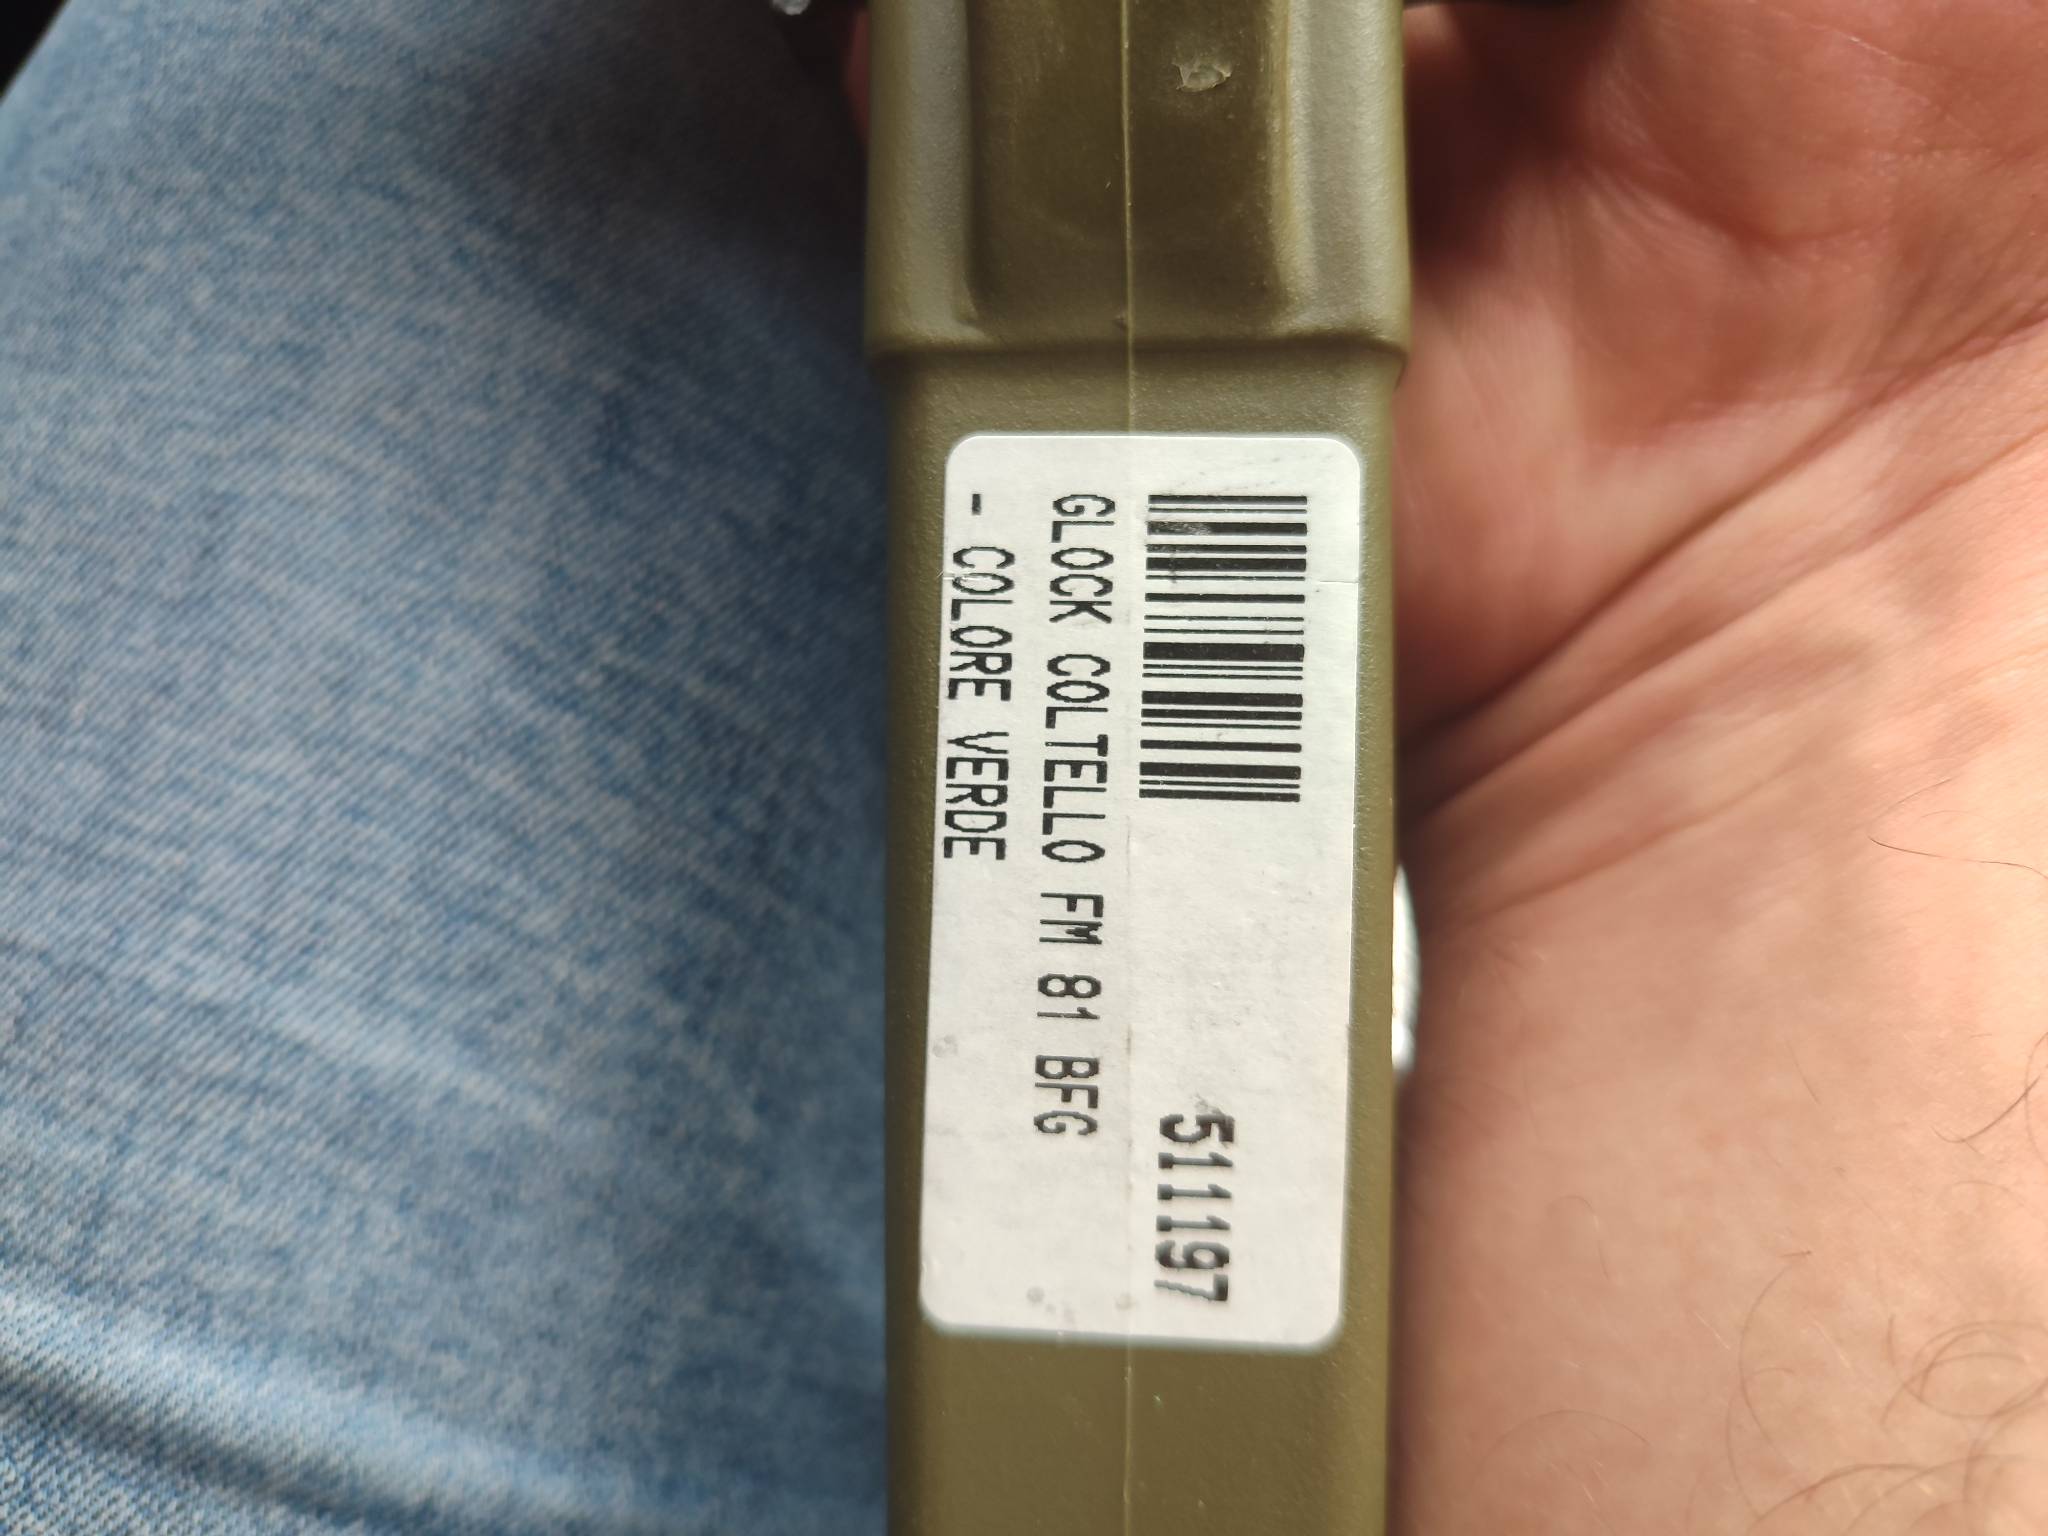 511197
GLOCK COLTELLO FM 81 BFG
- COLORE VERDE